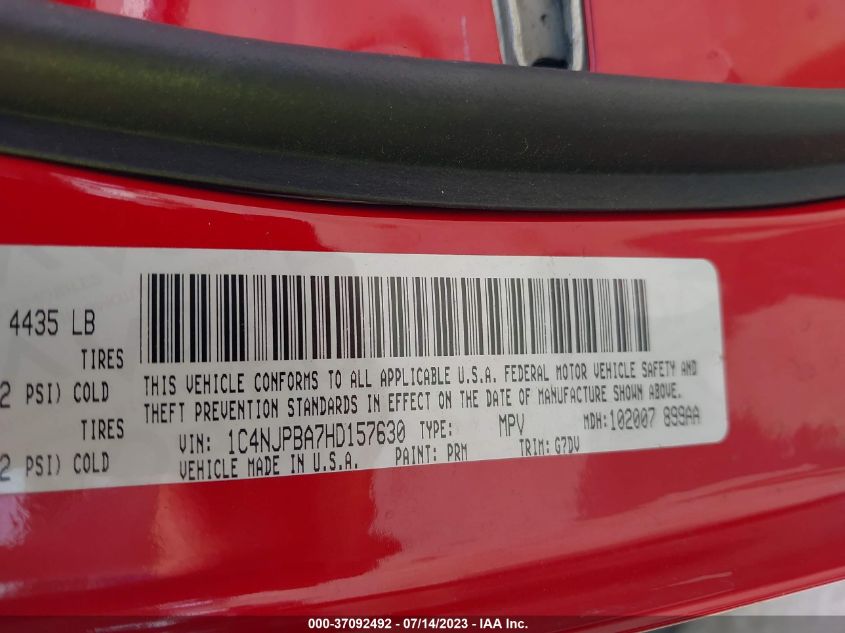 4435 LB
TIRES
2 PSI) COLD
TIRES
2 PSI) COLD
THIS VEHICLE CONFORMS TO ALL APPLICABLE U.S.A. FEDERAL MOTOR VEHICLE SAFETY AND
THEFT PREVENTION STANDARDS IN EFFECT ON THE DATE OF MANUFACTURE SHOWN ABOVE.
VIN: 1C4NJPBA7HD157630 TYPE: MPV MDH:102007 899AA
VEHICLE MADE IN U.S.A. PAINT: PRM TRIM: G7DV
000-37092492 - 07/14/2023 - IAA Inc.